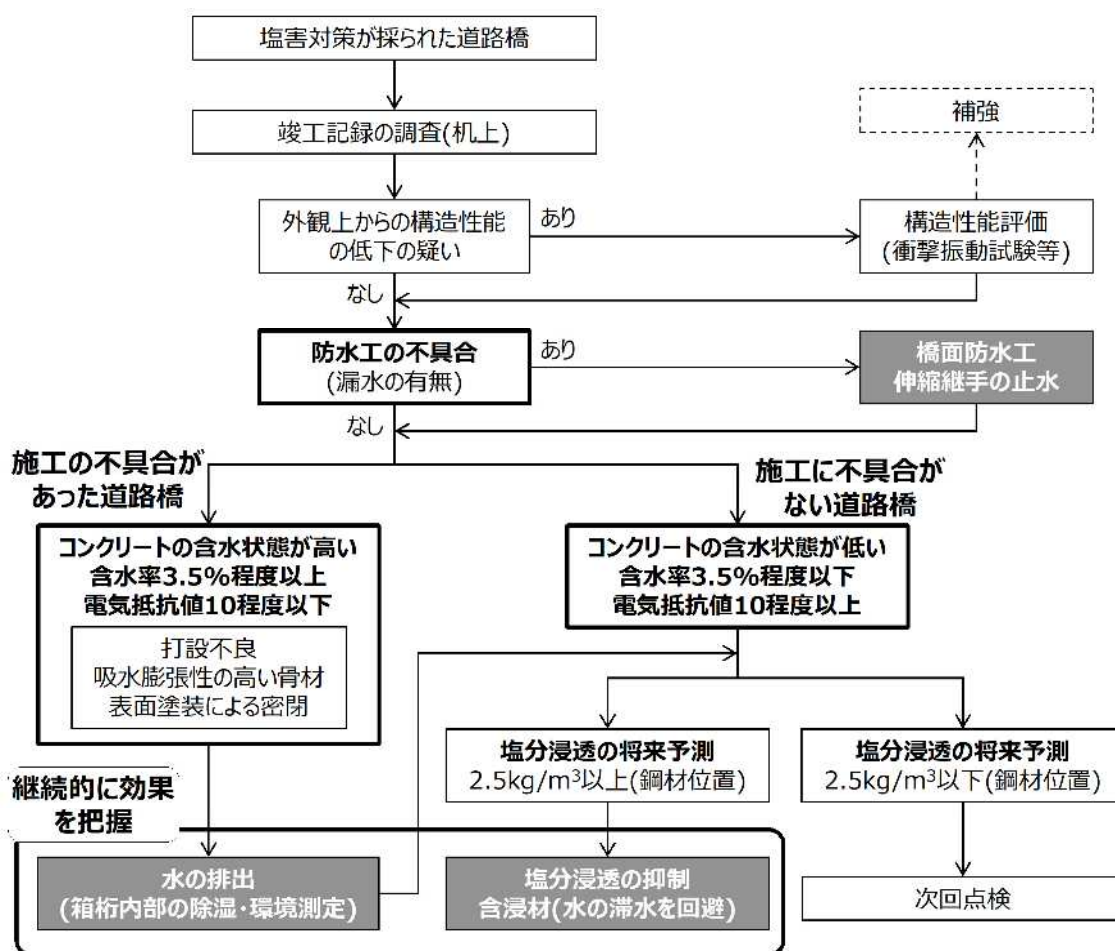 塩害対策が採られた道路橋
竣工記録の調査(机上)
補強
外観上からの構造性能
の低下の疑い
あり
構造性能評価
(衝撃振動試験等)
なし
防水工の不具合
(漏水の有無)
あり
橋面防水工
伸縮継手の止水
なし
施工の不具合が
あった道路橋
施工に不具合が
ない道路橋
コンクリートの含水状態が高い
含水率3.5%程度以上
電気抵抗値10程度以下
打設不良
吸水膨張性の高い骨材
表面塗装による密閉
コンクリートの含水状態が低い
含水率3.5%程度以下
電気抵抗値10程度以上
塩分浸透の将来予測
2.5kg/m³以上(鋼材位置)
塩分浸透の将来予測
2.5kg/m³以下(鋼材位置)
継続的に効果
を把握
水の排出
(箱桁内部の除湿・環境測定)
塩分浸透の抑制
含浸材(水の滞水を回避)
次回点検